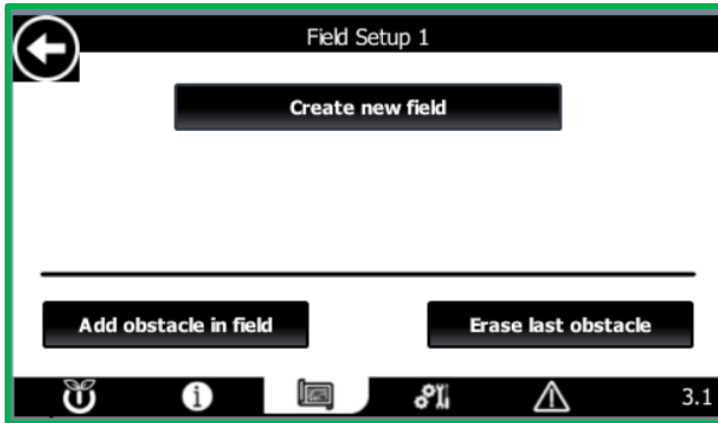 Field Setup 1
Create new field
Add obstacle in field
Erase last obstacle
3.1